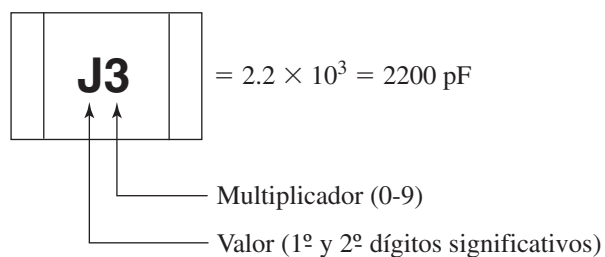 J3 = 2.2 × 10³ = 2200 pF
Multiplicador (0-9)
Valor (1º y 2º dígitos significativos)